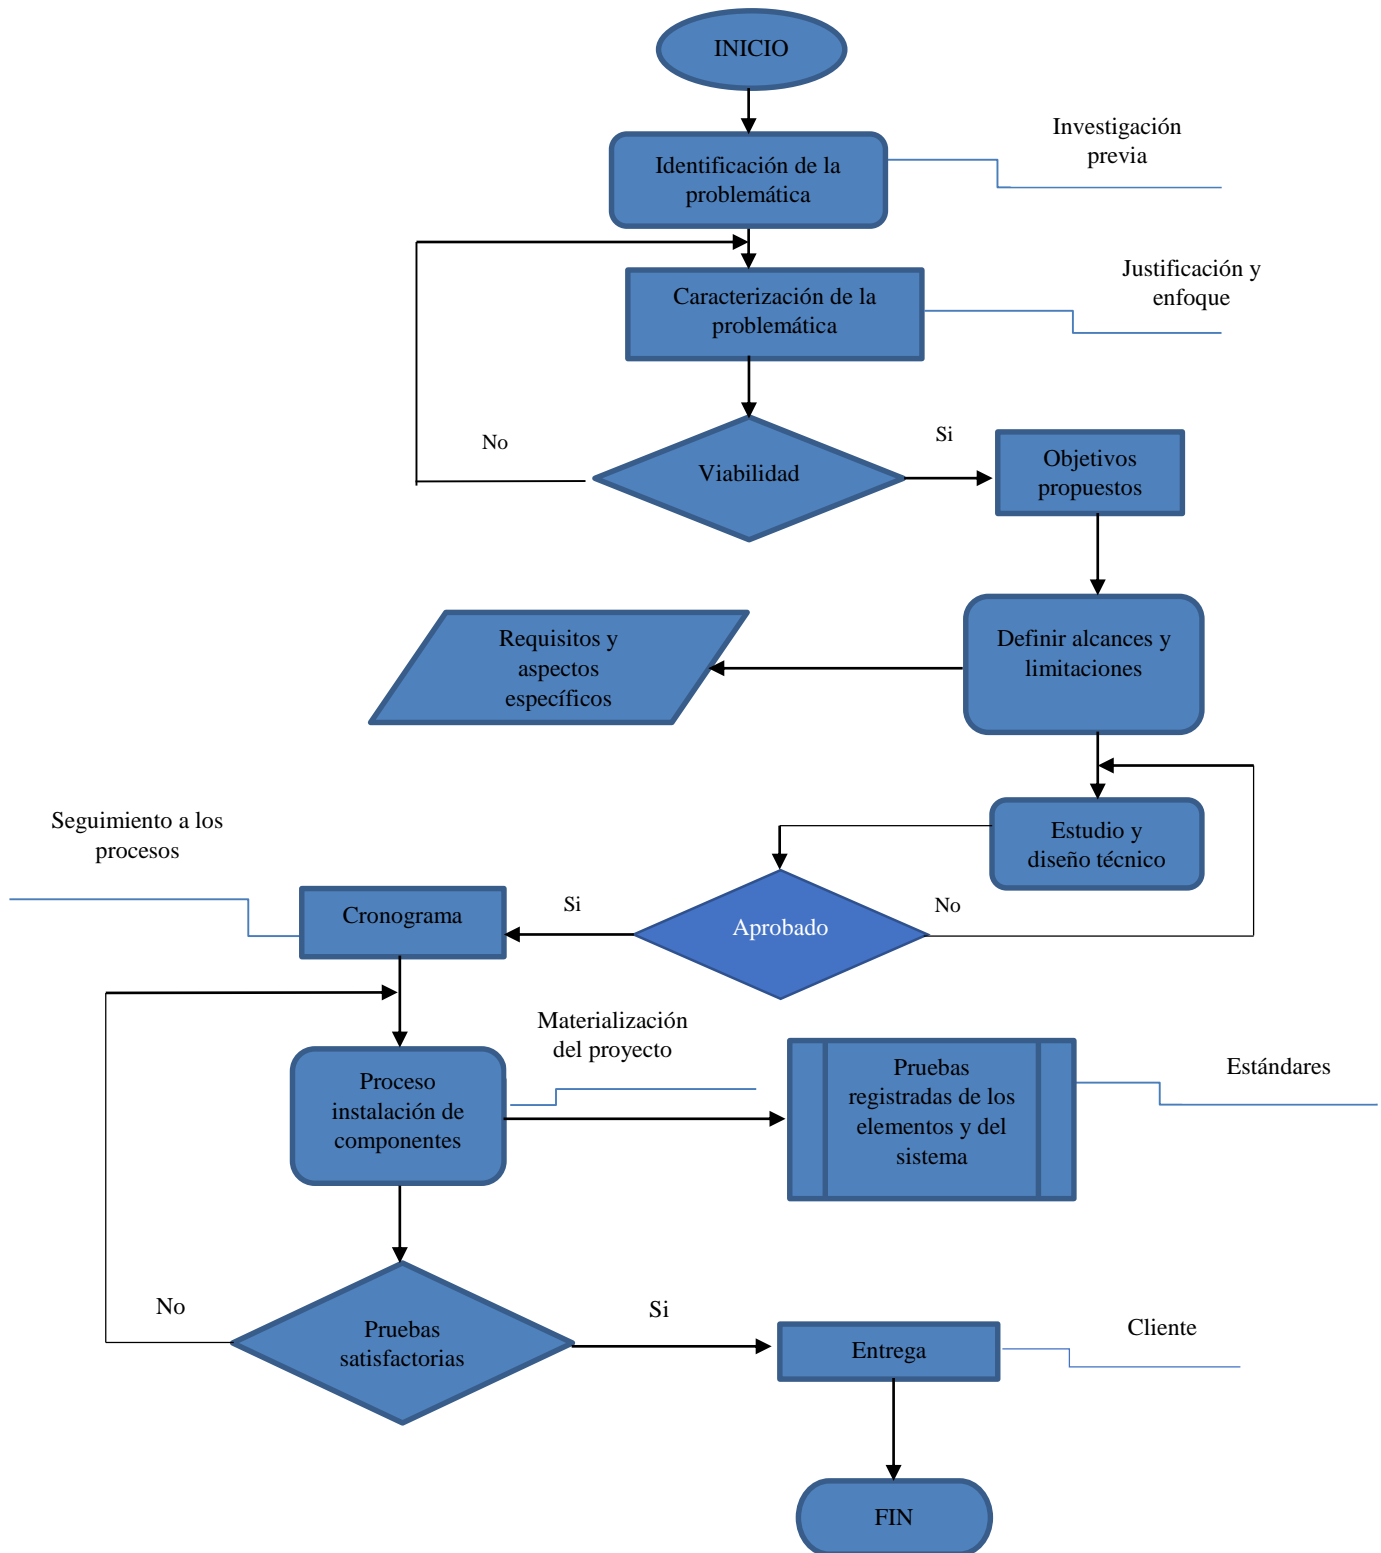 INICIO
Investigación
previa
Identificación de la
problemática
Justificación y
enfoque
Caracterización de la
problemática
No
Si
Viabilidad
Objetivos
propuestos
Requisitos y
aspectos
específicos
Definir alcances y
limitaciones
Seguimiento a los
procesos
Estudio y
diseño técnico
Cronograma
Si
Aprobado
No
Materialización
del proyecto
Proceso
instalación de
componentes
Pruebas
registradas de los
elementos y del
sistema
Estándares
No
Pruebas
satisfactorias
Si
Entrega
Cliente
FIN